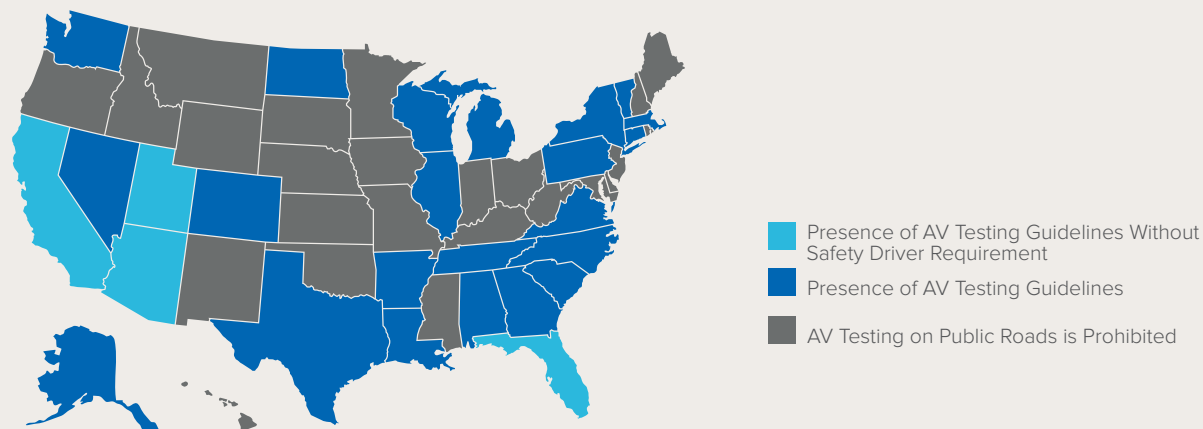 Presence of AV Testing Guidelines Without
Safety Driver Requirement
Presence of AV Testing Guidelines
AV Testing on Public Roads is Prohibited